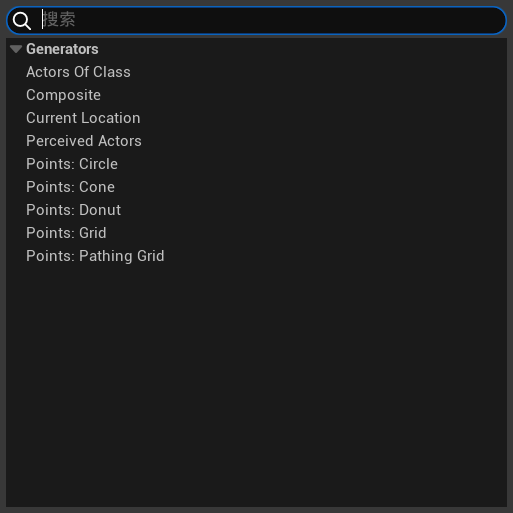 搜索
Generators
Actors Of Class
Composite
Current Location
Perceived Actors
Points: Circle
Points: Cone
Points: Donut
Points: Grid
Points: Pathing Grid